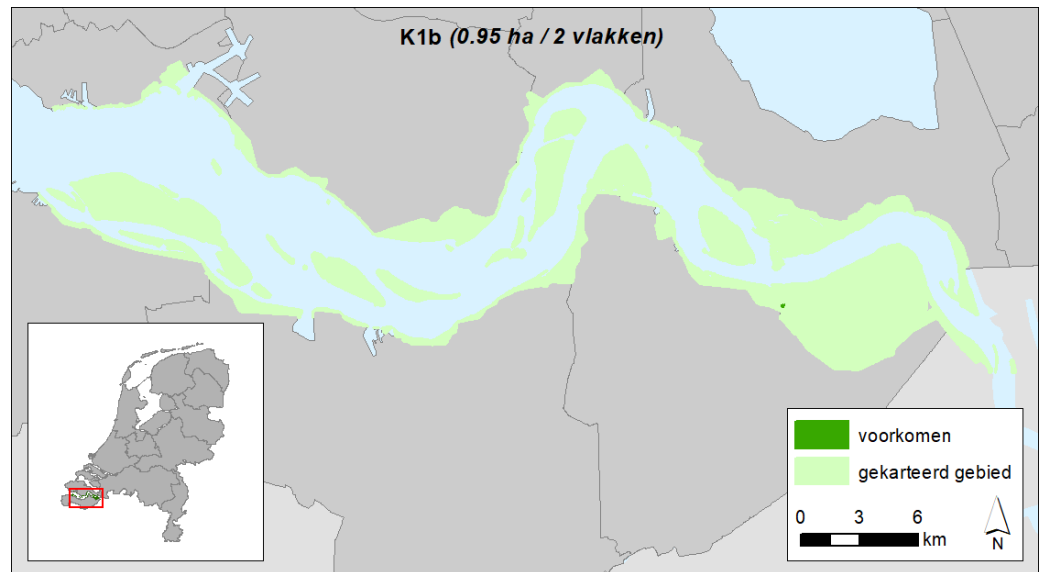 K1b (0.95 ha / 2 vlakken)
voorkomen
gekarteerd gebied
0 3 6
km
N